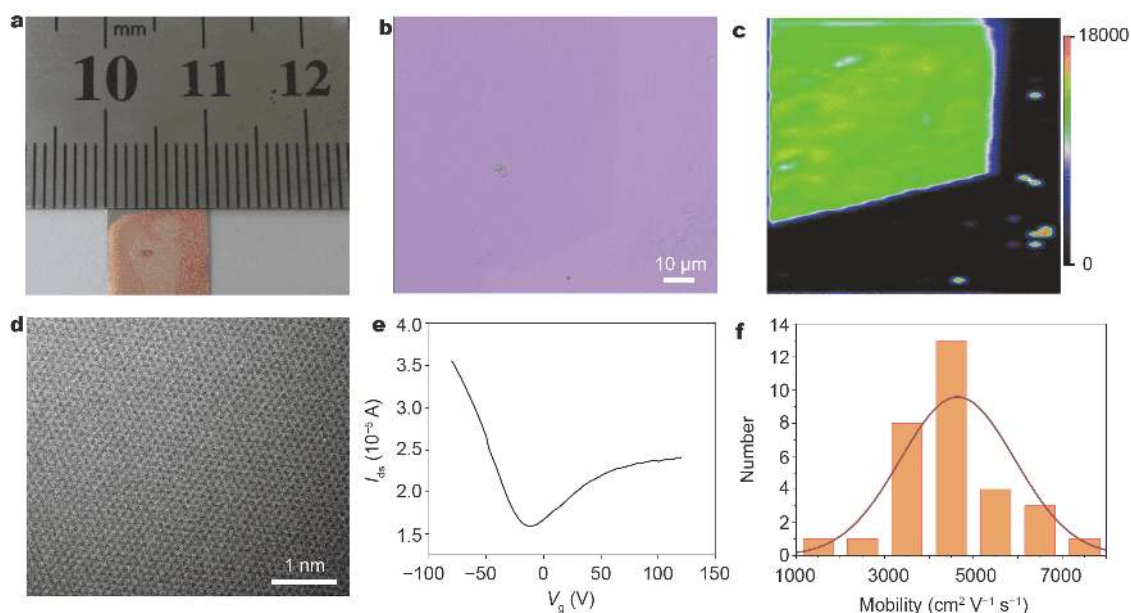 a
mm
10 11 12
b
10 µm
c
18000
0
d
1 nm
e
4.0
3.5
3.0
2.5
2.0
1.5
I_ds (10⁻⁵ A)
−100 −50 0 50 100 150
V_g (V)
f
14
12
10
8
6
4
2
0
Number
1000 3000 5000 7000
Mobility (cm² V⁻¹ s⁻¹)